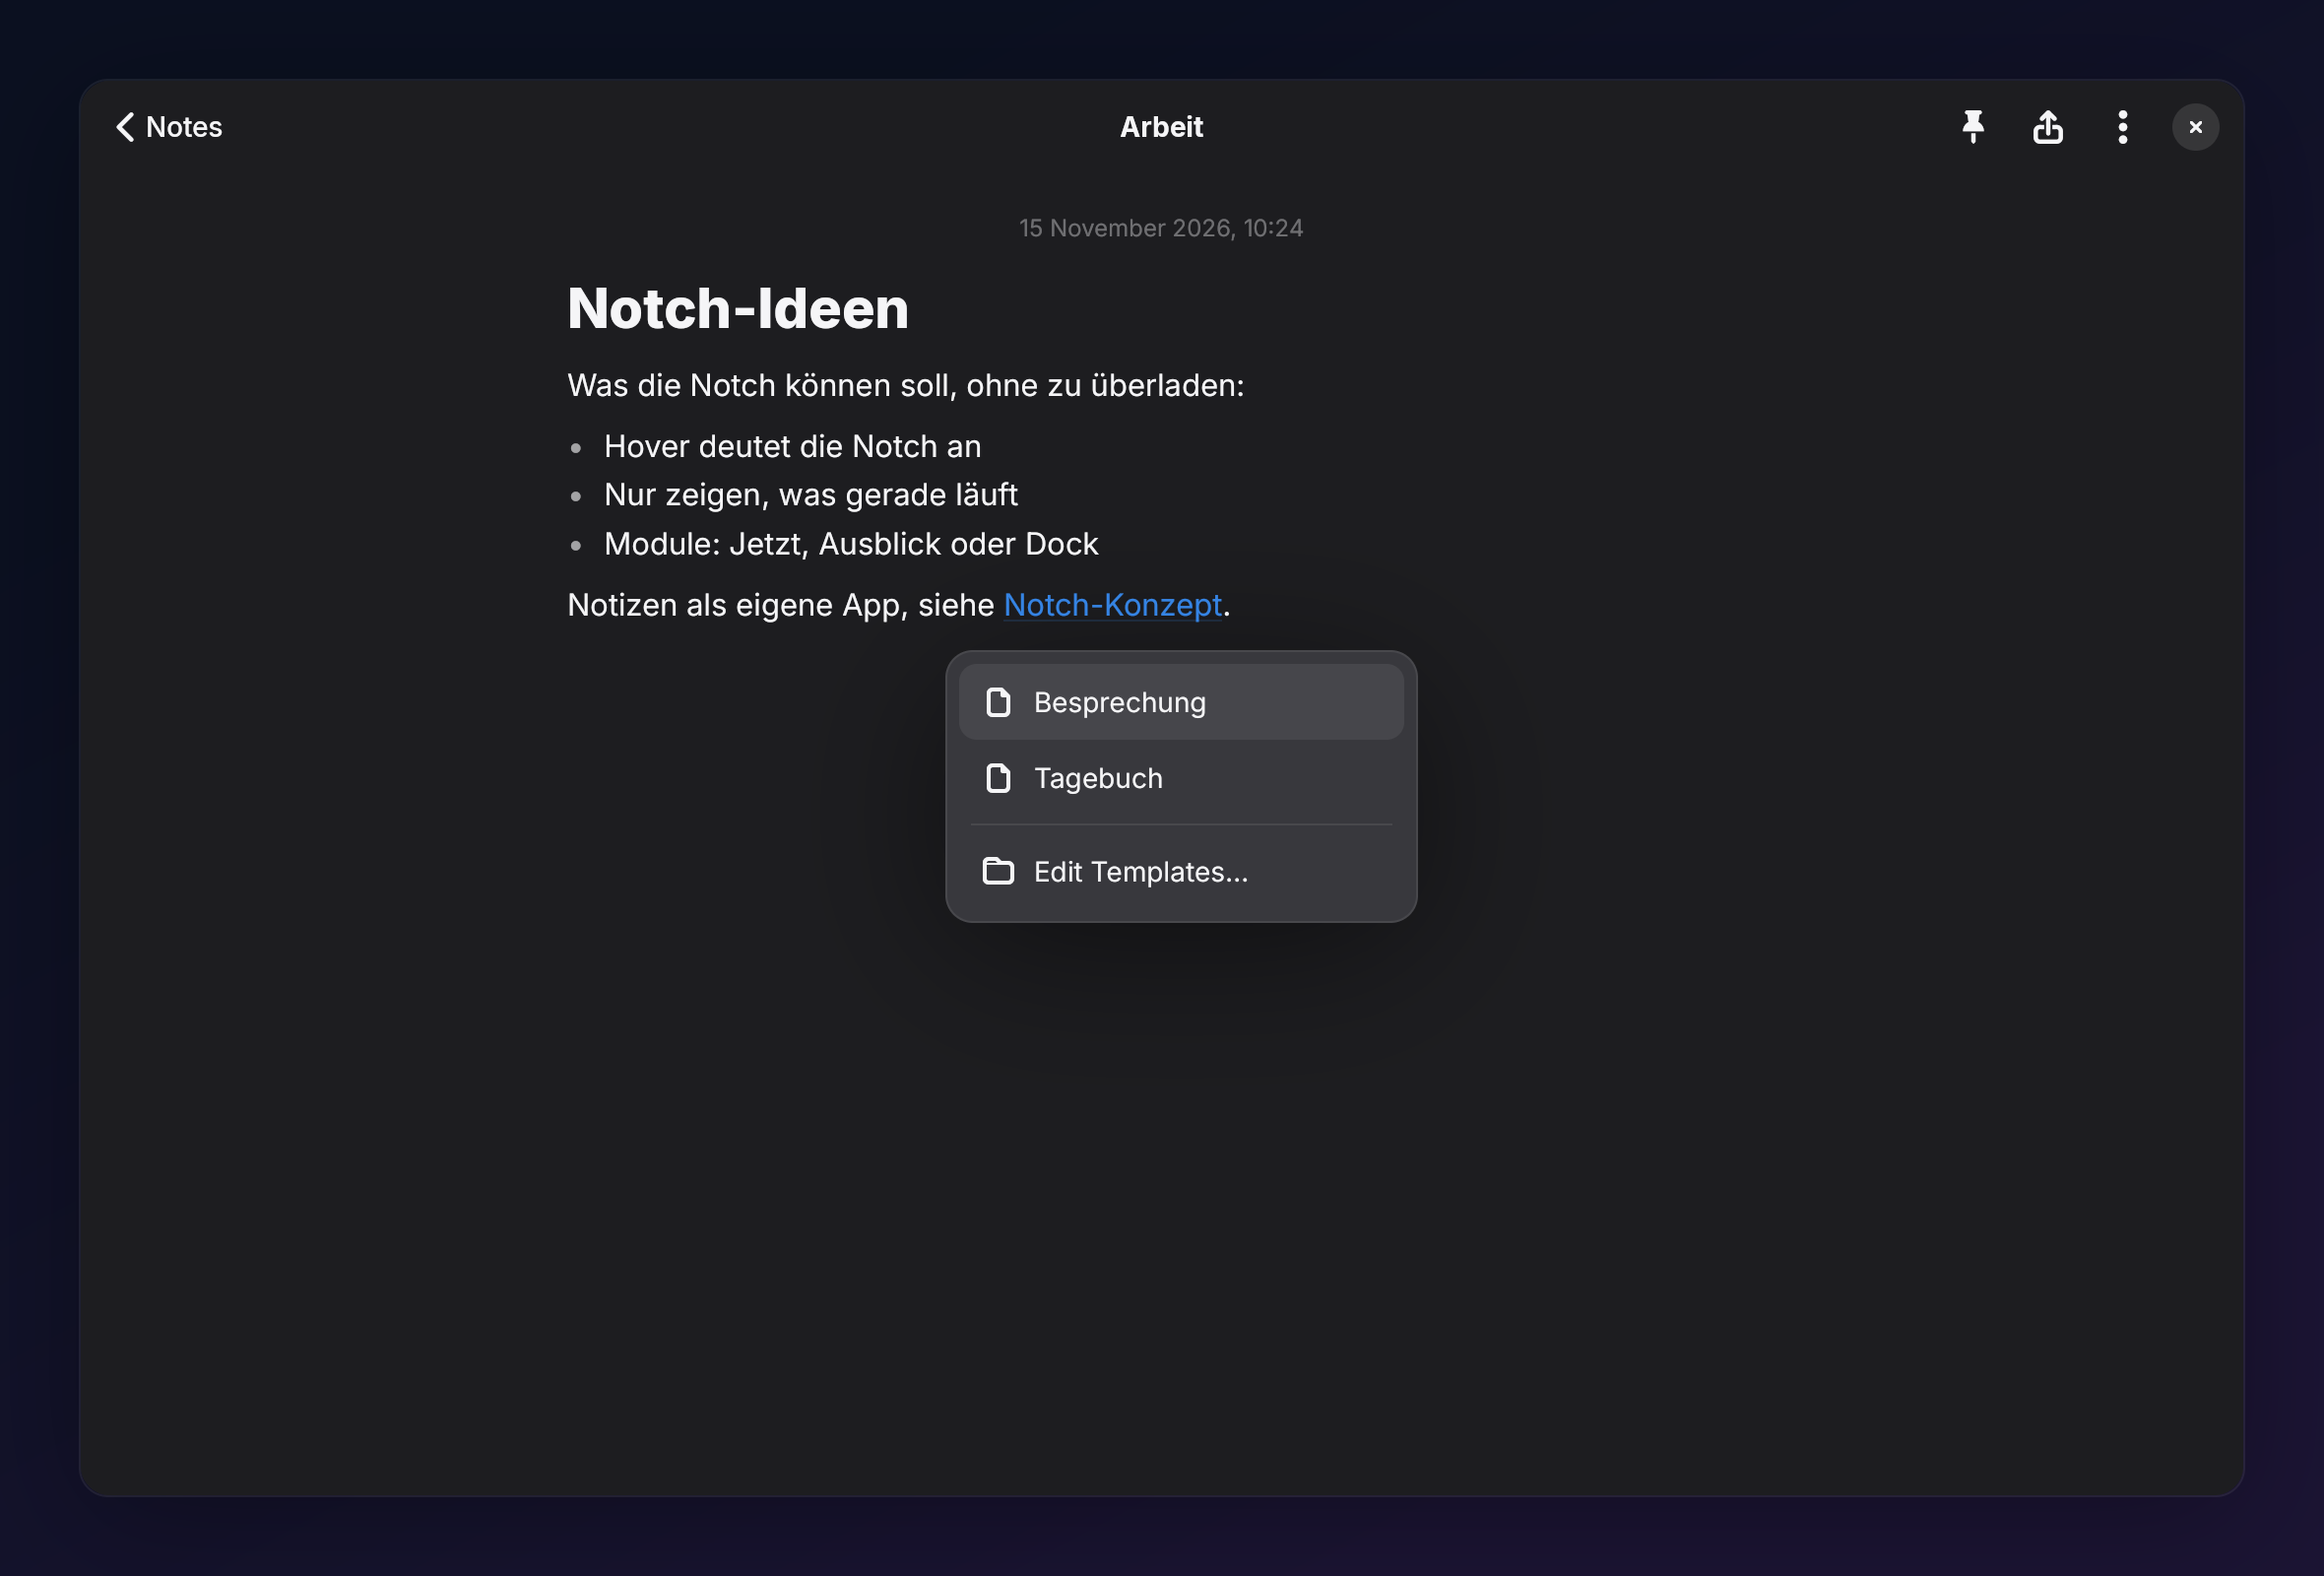 Notes
Arbeit
15 November 2026, 10:24
Notch-Ideen
Was die Notch können soll, ohne zu überladen:
• Hover deutet die Notch an
• Nur zeigen, was gerade läuft
• Module: Jetzt, Ausblick oder Dock
Notizen als eigene App, siehe Notch-Konzept.
Besprechung
Tagebuch
Edit Templates...